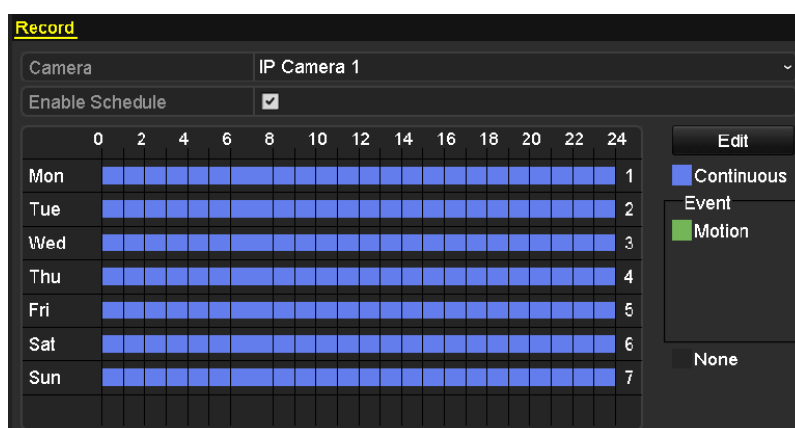 Record
Camera IP Camera 1
Enable Schedule
0 2 4 6 8 10 12 14 16 18 20 22 24 Edit
Mon 1 Continuous
Tue 2 Event
Wed 3 Motion
Thu 4
Fri 5
Sat 6
None
Sun 7